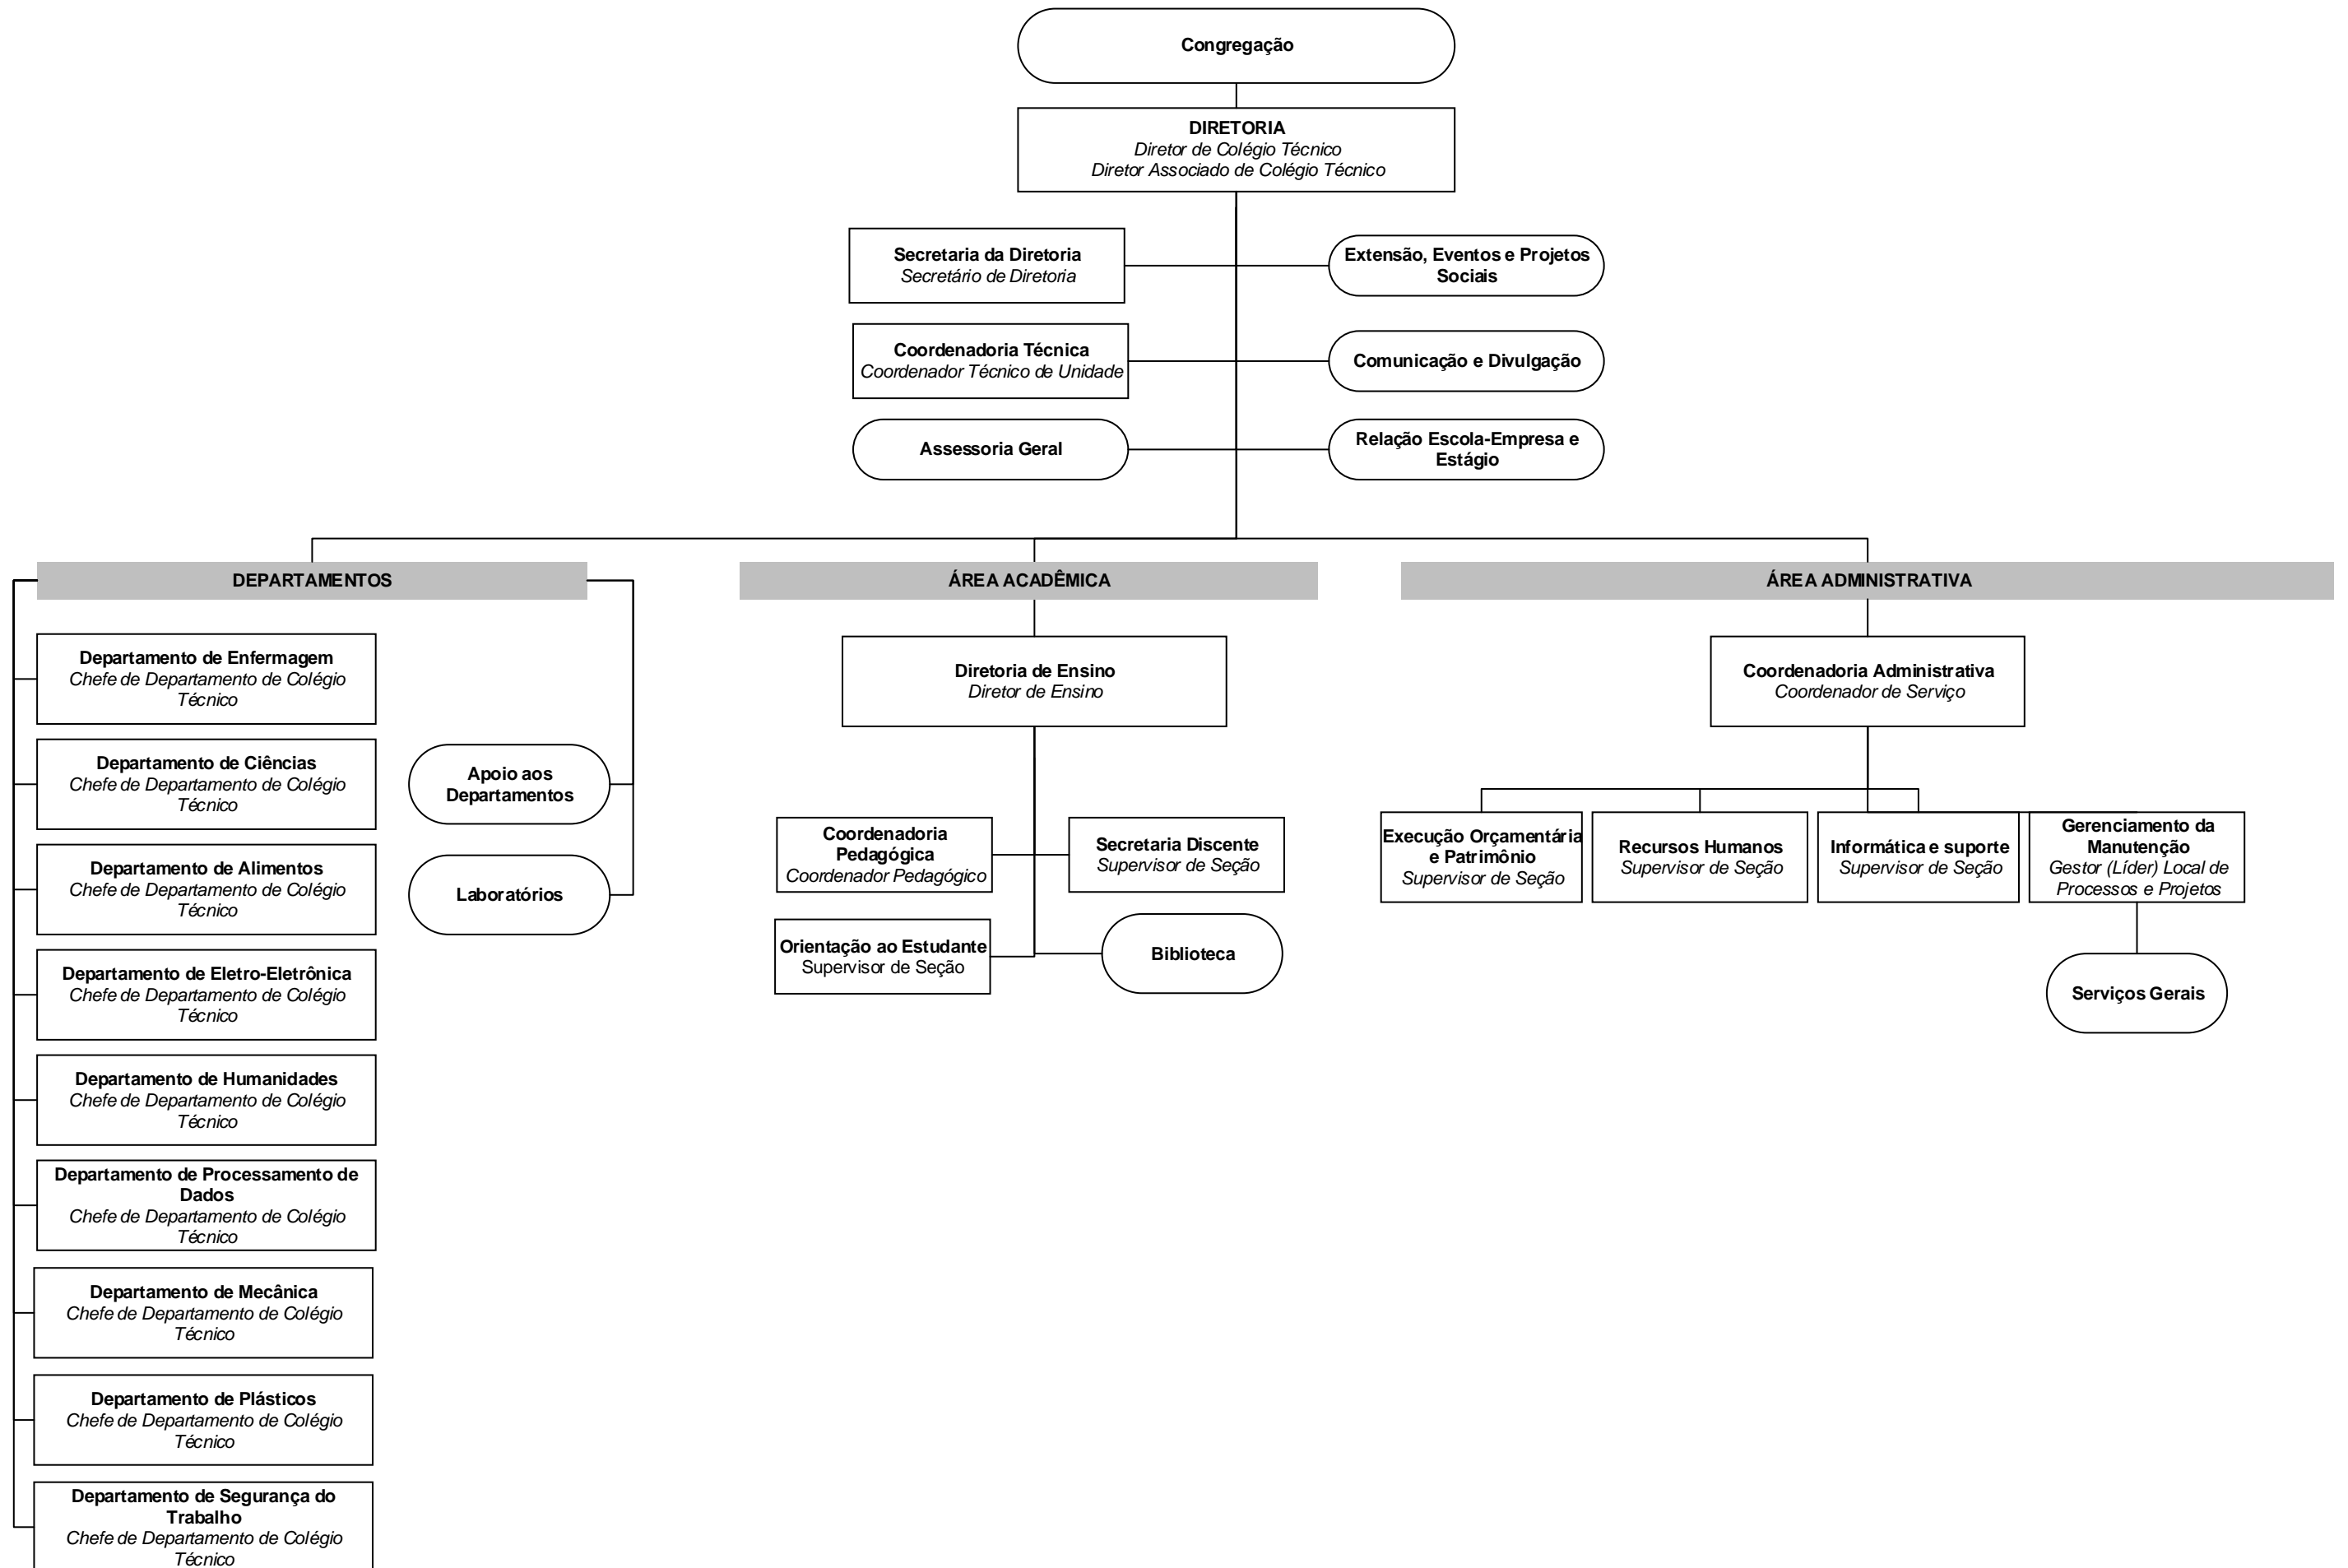 Congregação
DIRETORIA
Diretor de Colégio Técnico
Diretor Associado de Colégio Técnico
Secretaria da Diretoria
Secretário de Diretoria
Extensão, Eventos e Projetos
Sociais
Coordenadoria Técnica
Coordenador Técnico de Unidade
Comunicação e Divulgação
Assessoria Geral
Relação Escola-Empresa e
Estágio
DEPARTAMENTOS
Departamento de Enfermagem
Chefe de Departamento de Colégio
Técnico
Departamento de Ciências
Chefe de Departamento de Colégio
Técnico
Departamento de Alimentos
Chefe de Departamento de Colégio
Técnico
Departamento de Eletro-Eletrônica
Chefe de Departamento de Colégio
Técnico
Departamento de Humanidades
Chefe de Departamento de Colégio
Técnico
Departamento de Processamento de
Dados
Chefe de Departamento de Colégio
Técnico
Departamento de Mecânica
Chefe de Departamento de Colégio
Técnico
Departamento de Plásticos
Chefe de Departamento de Colégio
Técnico
Departamento de Segurança do
Trabalho
Chefe de Departamento de Colégio
Técnico
Apoio aos
Departamentos
Laboratórios
ÁREA ACADÊMICA
Diretoria de Ensino
Diretor de Ensino
Coordenadoria
Pedagógica
Coordenador Pedagógico
Secretaria Discente
Supervisor de Seção
Orientação ao Estudante
Supervisor de Seção
Biblioteca
ÁREA ADMINISTRATIVA
Coordenadoria Administrativa
Coordenador de Serviço
Execução Orçamentária
e Patrimônio
Supervisor de Seção
Recursos Humanos
Supervisor de Seção
Informática e suporte
Supervisor de Seção
Gerenciamento da
Manutenção
Gestor (Líder) Local de
Processos e Projetos
Serviços Gerais